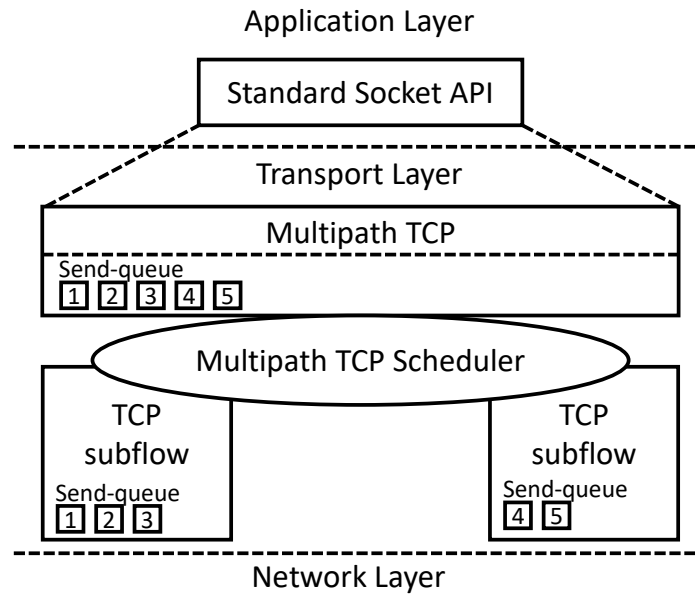 Application Layer
Standard Socket API
Transport Layer
Multipath TCP
Send-queue
1 2 3 4 5
Multipath TCP Scheduler
TCP
subflow
Send-queue
1 2 3
TCP
subflow
Send-queue
4 5
Network Layer